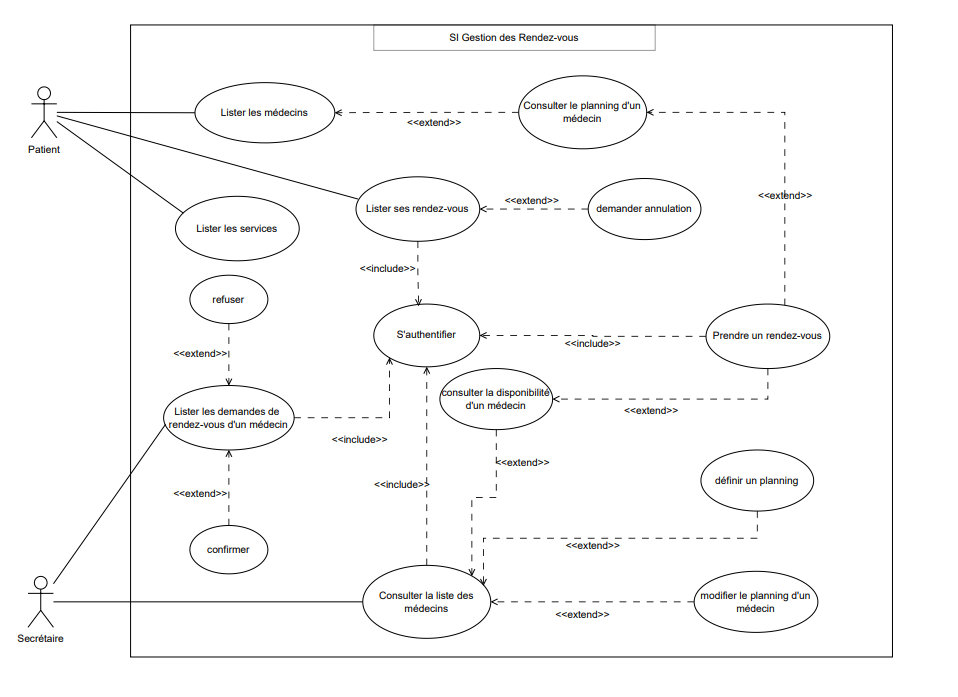 SI Gestion des Rendez-vous
Lister les médecins
<<extend>>
Consulter le planning d'un
médecin
Patient
<<extend>>
Lister ses rendez-vous
<<extend>>
demander annulation
Lister les services
<<include>>
refuser
S'authentifier
<<include>>
Prendre un rendez-vous
<<extend>>
consulter la disponibilité
d'un médecin
<<extend>>
Lister les demandes de
rendez-vous d'un médecin
<<include>>
<<extend>>
<<include>>
définir un planning
<<extend>>
confirmer
<<extend>>
Consulter la liste des
médecins
<<extend>>
modifier le planning d'un
médecin
Secrétaire